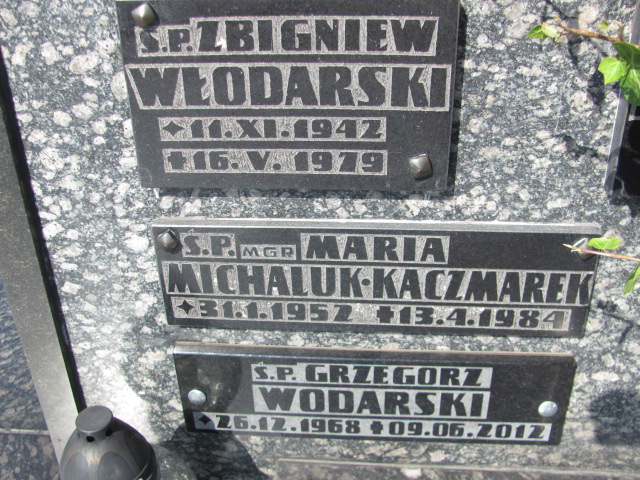 Ś.P. ZBIGNIEW
WŁODARSKI
✦11.XI.1942
✝16.V.1979
Ś.P. MGR MARIA
MICHALUK-KACZMAREK
✦31.1.1952 ✝13.4.1984
Ś.P. GRZEGORZ
WODARSKI
✦26.12.1968 ✝09.06.2012